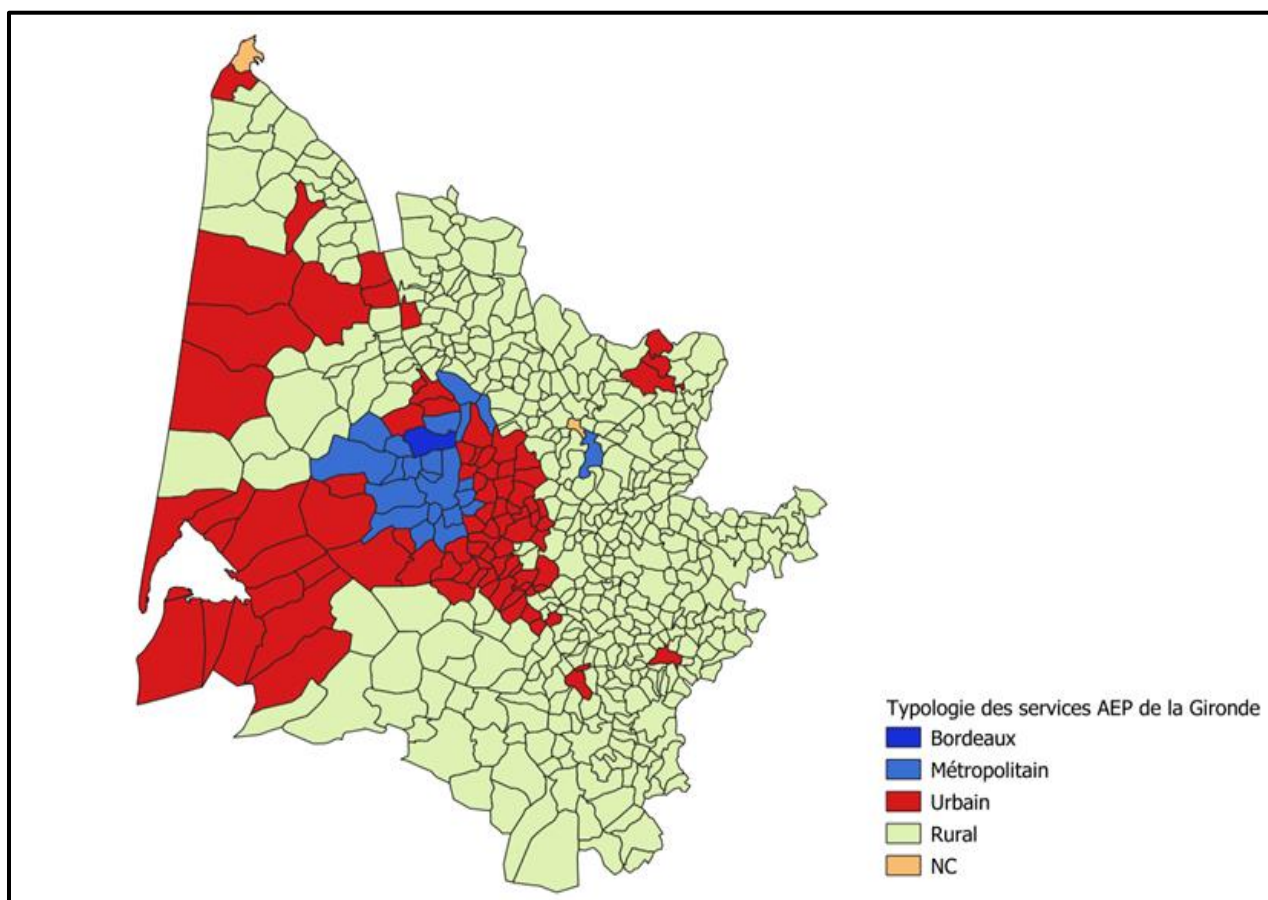 Typologie des services AEP de la Gironde
Bordeaux
Métropolitain
Urbain
Rural
NC